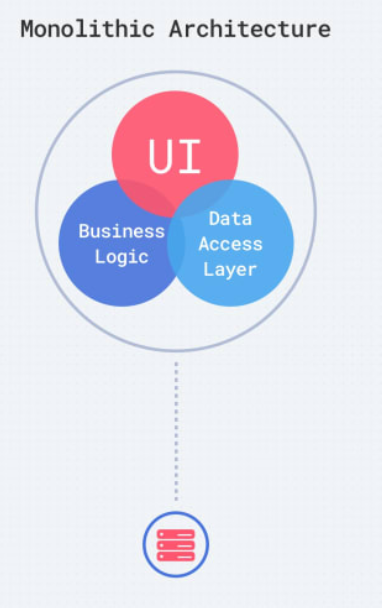 Monolithic Architecture
UI
Business
Logic
Data
Access
Layer